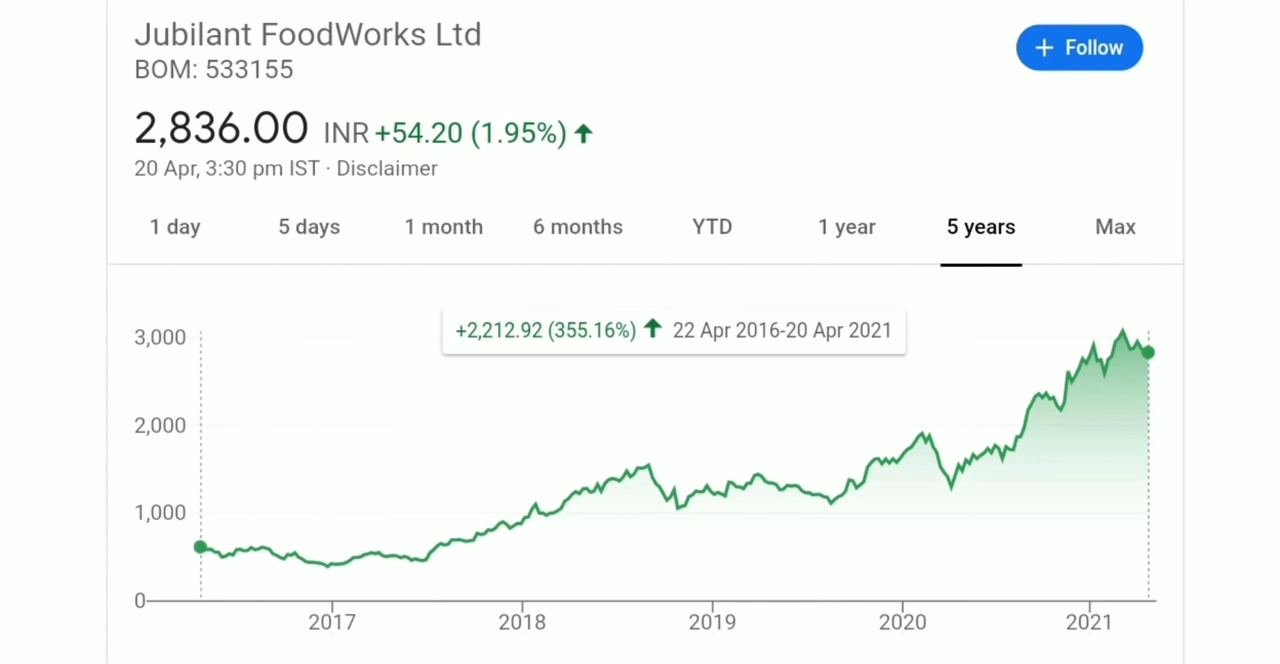 Jubilant FoodWorks Ltd
+ Follow
BOM: 533155
2,836.00 INR +54.20 (1.95%)
20 Apr, 3:30 pm IST · Disclaimer
1 day 5 days 1 month 6 months YTD 1 year 5 years Max
+2,212.92 (355.16%) 22 Apr 2016-20 Apr 2021
3,000
2,000
1,000
0
2017 2018 2019 2020 2021